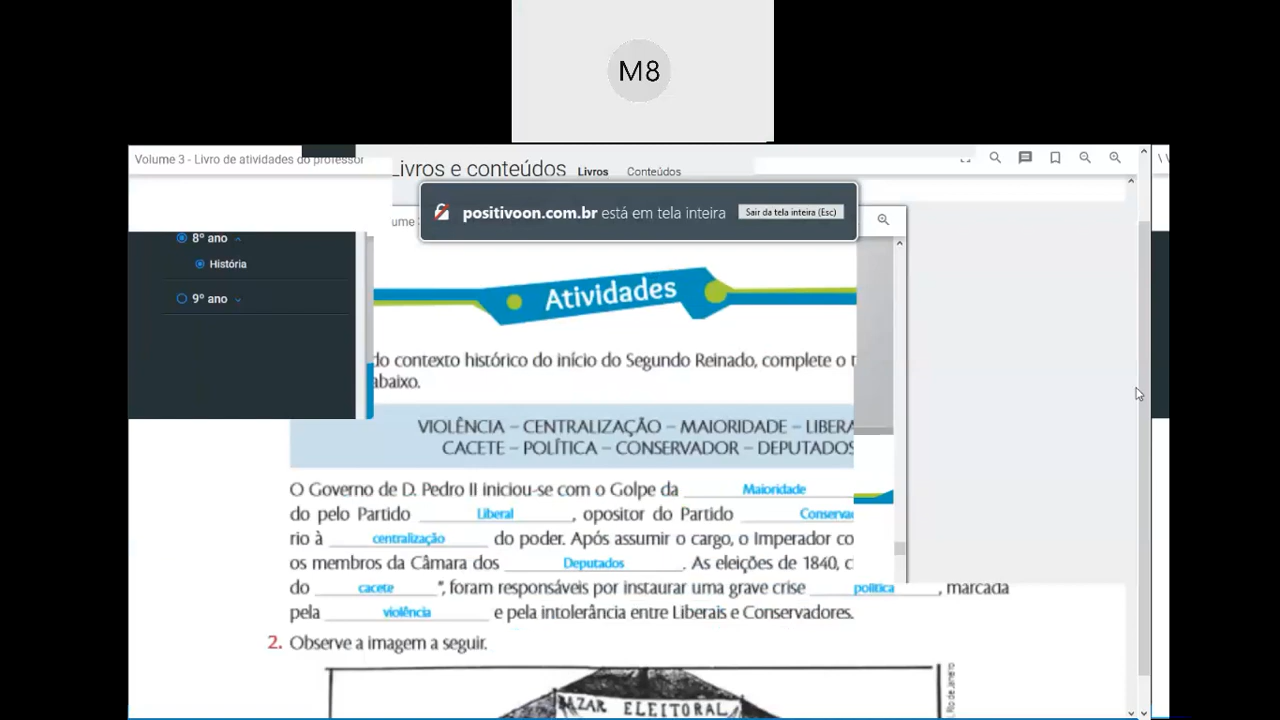 M8
Volume 3 - Livro de atividades do professor
Livros e conteúdos Livros Conteúdos
positivoon.com.br está em tela inteira Sair da tela inteira (Esc)
8º ano
História
9º ano
Atividades
do contexto histórico do início do Segundo Reinado, complete o
abaixo.
VIOLÊNCIA – CENTRALIZAÇÃO – MAIORIDADE – LIBERA
CACETE – POLÍTICA – CONSERVADOR – DEPUTADOS
O Governo de D. Pedro II iniciou-se com o Golpe da Maioridade
do pelo Partido Liberal, opositor do Partido Conserva
rio à centralização do poder. Após assumir o cargo, o Imperador co
os membros da Câmara dos Deputados. As eleições de 1840, c
do cacete", foram responsáveis por instaurar uma grave crise política, marcada
pela violência e pela intolerância entre Liberais e Conservadores.
2. Observe a imagem a seguir.
BAZAR ELEITORAL